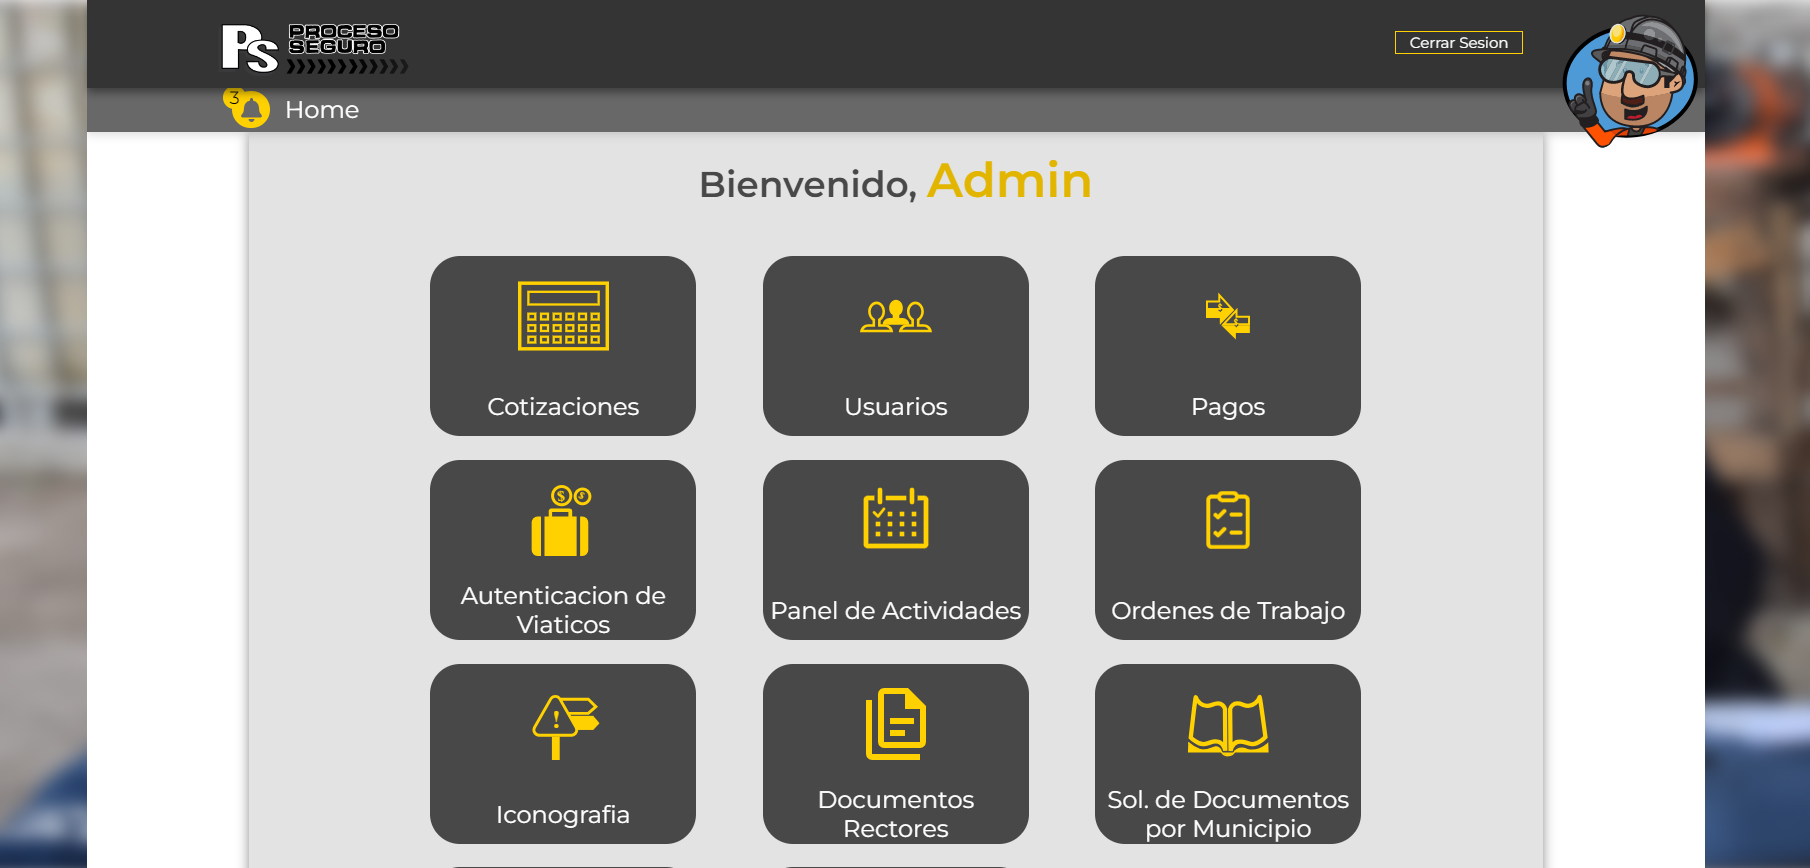 PS PROCESO
SEGURO
Cerrar Sesion
3
Home
Bienvenido, Admin
Cotizaciones
Usuarios
Pagos
Autenticacion de
Viaticos
Panel de Actividades
Ordenes de Trabajo
Iconografia
Documentos
Rectores
Sol. de Documentos
por Municipio